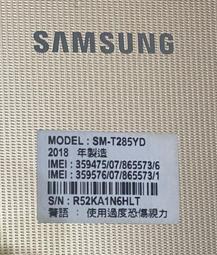 SAMSUNG
MODEL : SM-T285YD
2018 年製造
IMEI : 359475/07/865573/6
IMEI : 359576/07/865573/1
S/N : R52KA1N6HLT
警語 : 使用過度恐傷視力